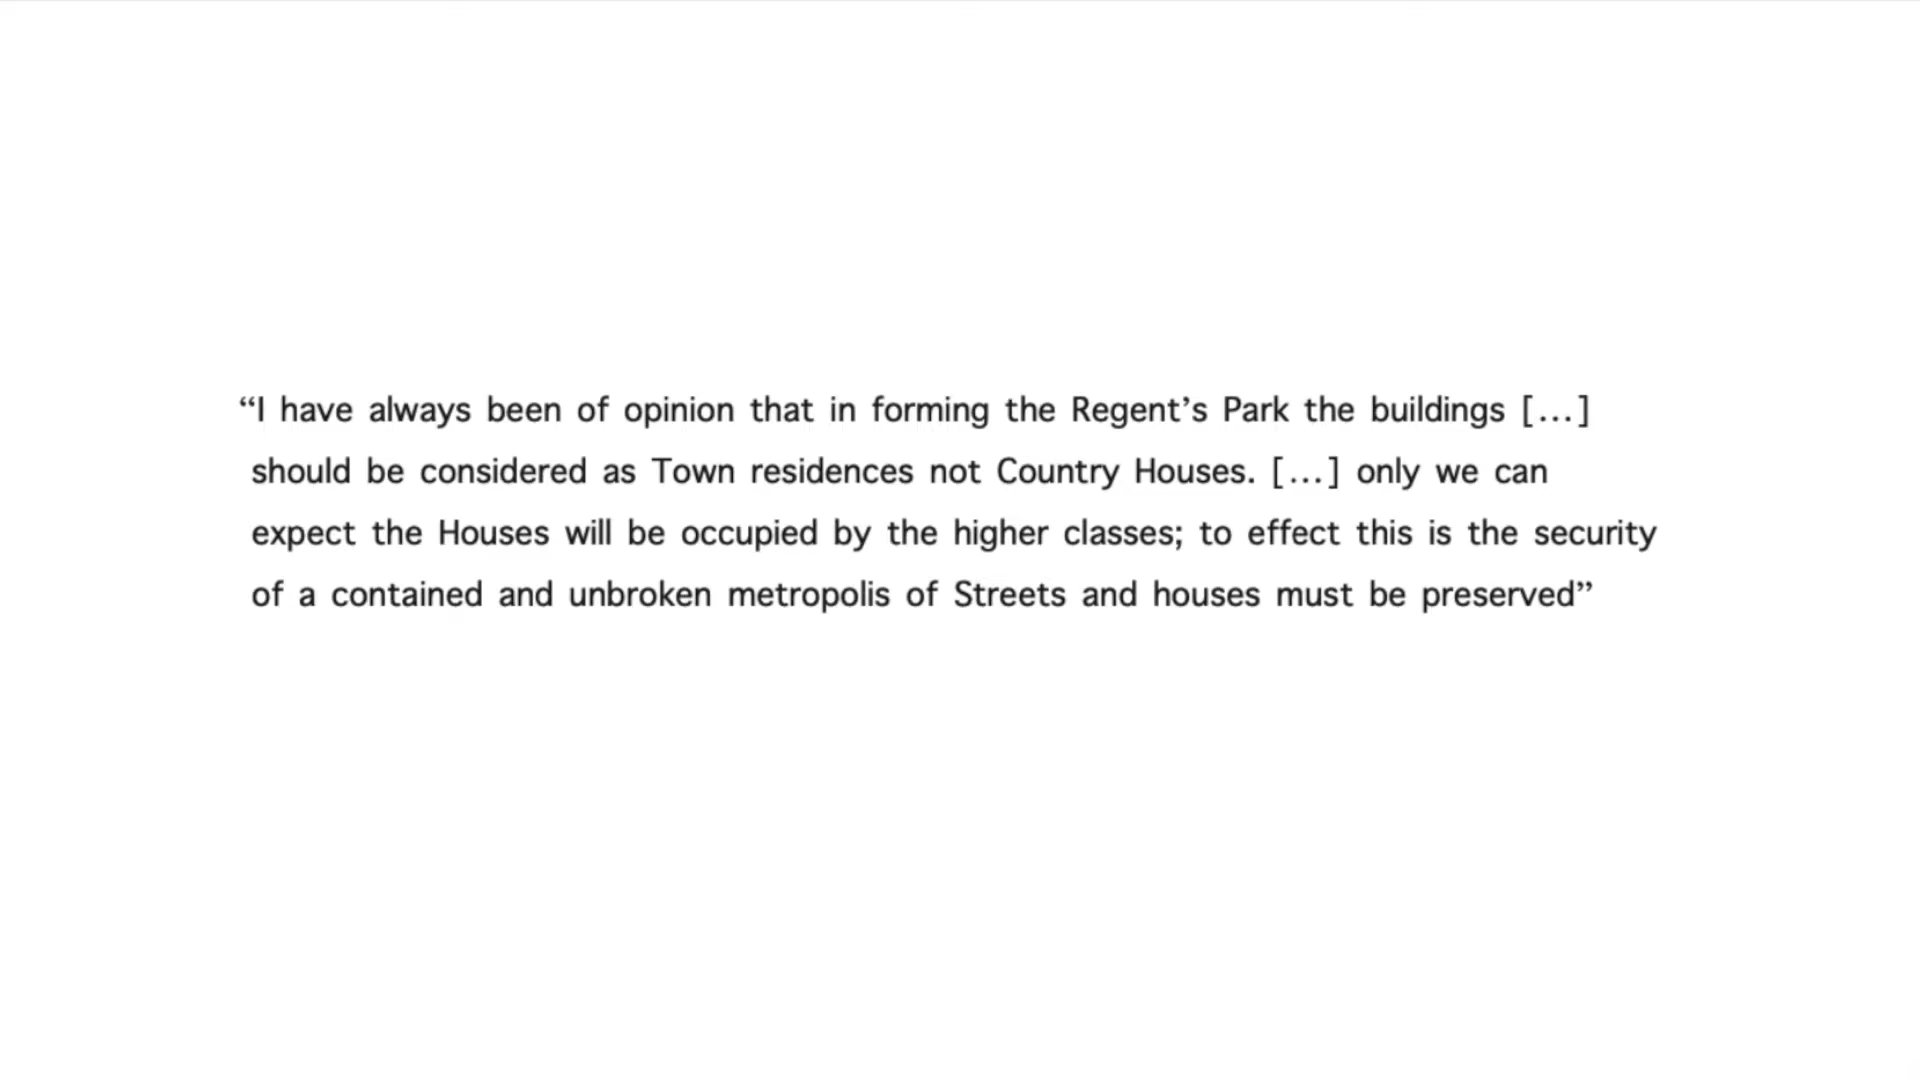 “I have always been of opinion that in forming the Regent’s Park the buildings […]
should be considered as Town residences not Country Houses. […] only we can
expect the Houses will be occupied by the higher classes; to effect this is the security
of a contained and unbroken metropolis of Streets and houses must be preserved”